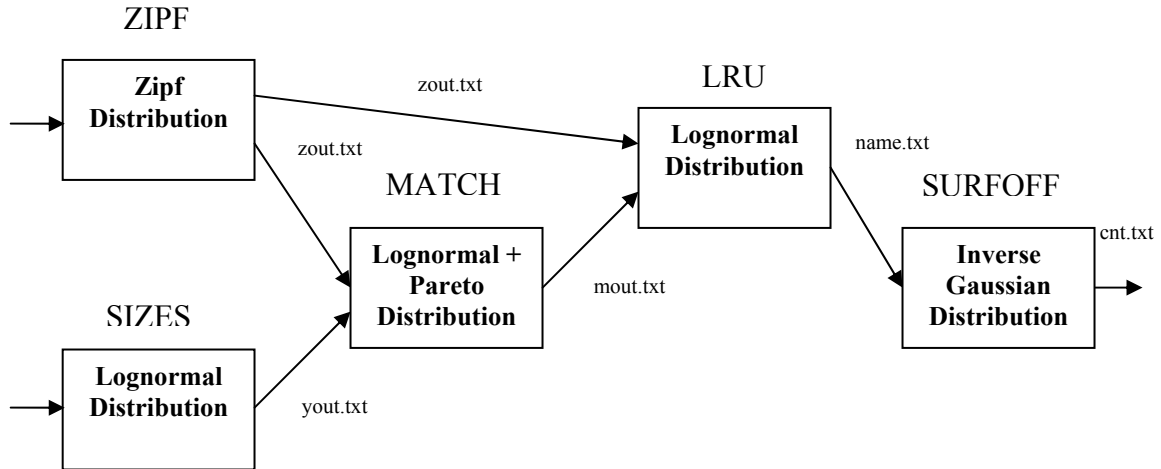 ZIPF
Zipf
Distribution
zout.txt
zout.txt
LRU
Lognormal
Distribution
name.txt
MATCH
Lognormal +
Pareto
Distribution
mout.txt
SURFOFF
Inverse
Gaussian
Distribution
cnt.txt
SIZES
Lognormal
Distribution
yout.txt